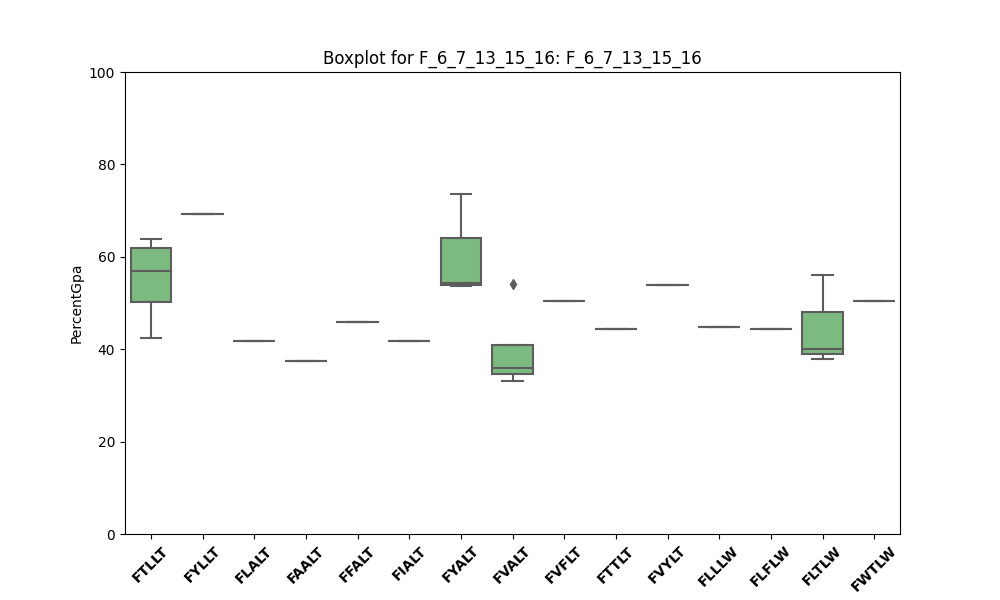 Boxplot for F_6_7_13_15_16: F_6_7_13_15_16
100
80
60
40
20
0
PercentGpa
FTLLT
FYLLT
FLALT
FAALT
FFALT
FIALT
FYALT
FVALT
FVFLT
FTTLT
FVYLT
FLLLW
FLFLW
FLTLW
FWTLW